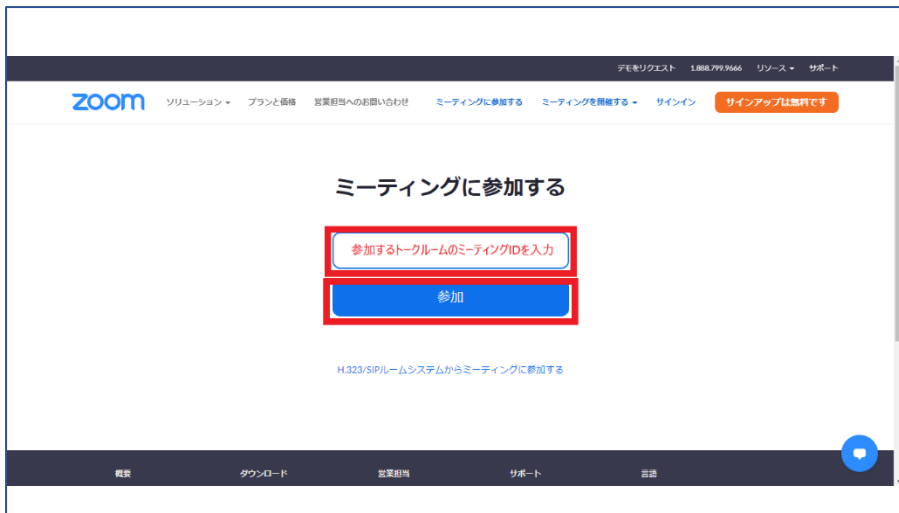 デモをリクエスト 1.888.799.9666 リソース サポート
zoom ソリューション プランと価格 営業担当へのお問い合わせ ミーティングに参加する ミーティングを開催する サインイン サインアップは無料です
ミーティングに参加する
参加するトークルームのミーティングIDを入力
参加
H.323/SIPルームシステムからミーティングに参加する
概要 ダウンロード 営業担当 サポート 言語